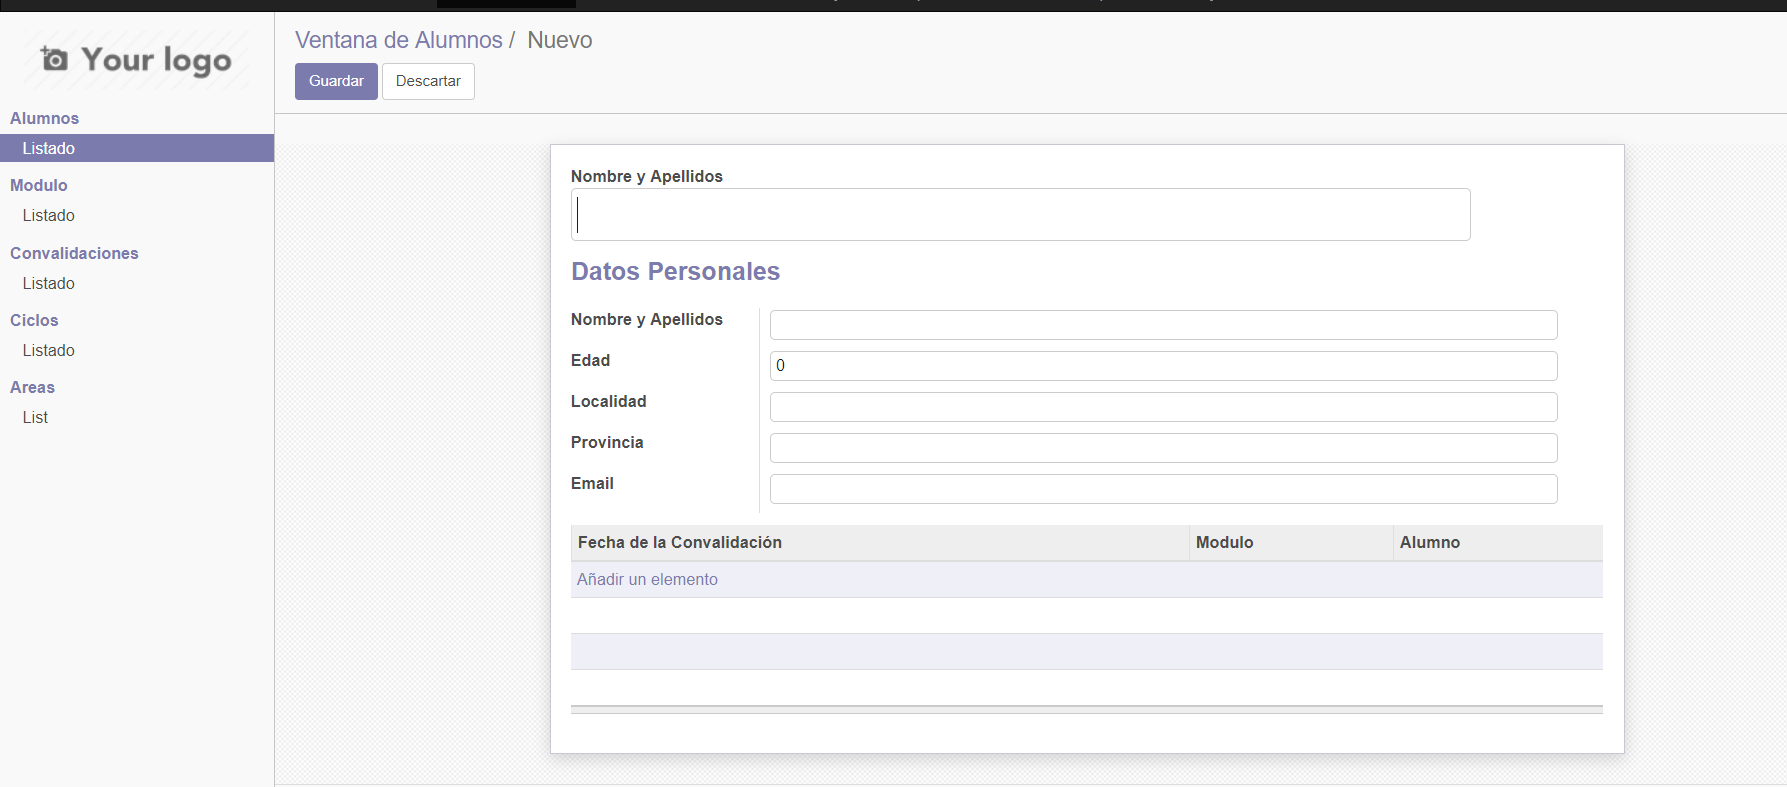 Your logo
Alumnos
Listado
Modulo
Listado
Convalidaciones
Listado
Ciclos
Listado
Areas
List
Ventana de Alumnos / Nuevo
Guardar Descartar
Nombre y Apellidos
Datos Personales
Nombre y Apellidos
Edad 0
Localidad
Provincia
Email
Fecha de la Convalidación Modulo Alumno
Añadir un elemento